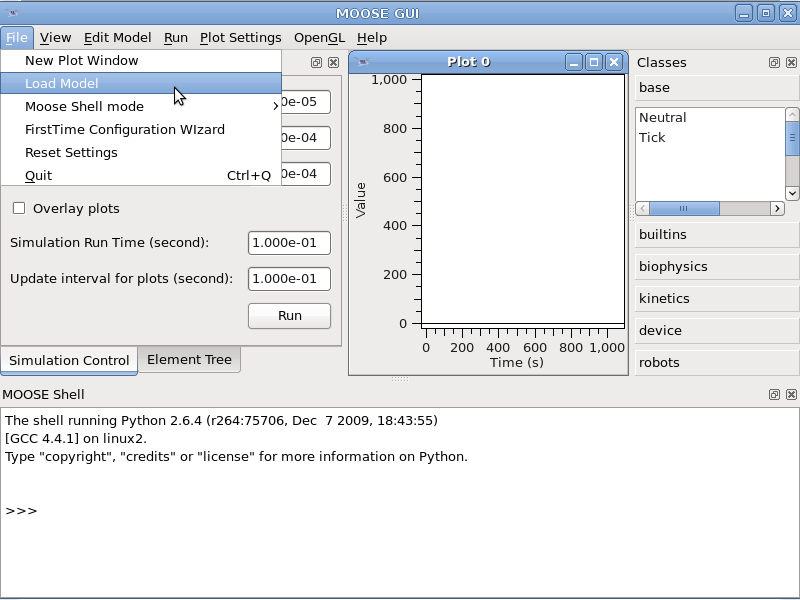 MOOSE GUI
File View Edit Model Run Plot Settings OpenGL Help
New Plot Window
Load Model
Moose Shell mode
FirstTime Configuration WIzard
Reset Settings
Quit Ctrl+Q
0e-05
0e-04
0e-04
Overlay plots
Simulation Run Time (second): 1.000e-01
Update interval for plots (second): 1.000e-01
Run
Simulation Control Element Tree
Plot 0
1,000
800
600
400
200
0
Value
0 200 400 600 800 1,000
Time (s)
Classes
base
Neutral
Tick
builtins
biophysics
kinetics
device
robots
MOOSE Shell
The shell running Python 2.6.4 (r264:75706, Dec  7 2009, 18:43:55)
[GCC 4.4.1] on linux2.
Type "copyright", "credits" or "license" for more information on Python.
>>>